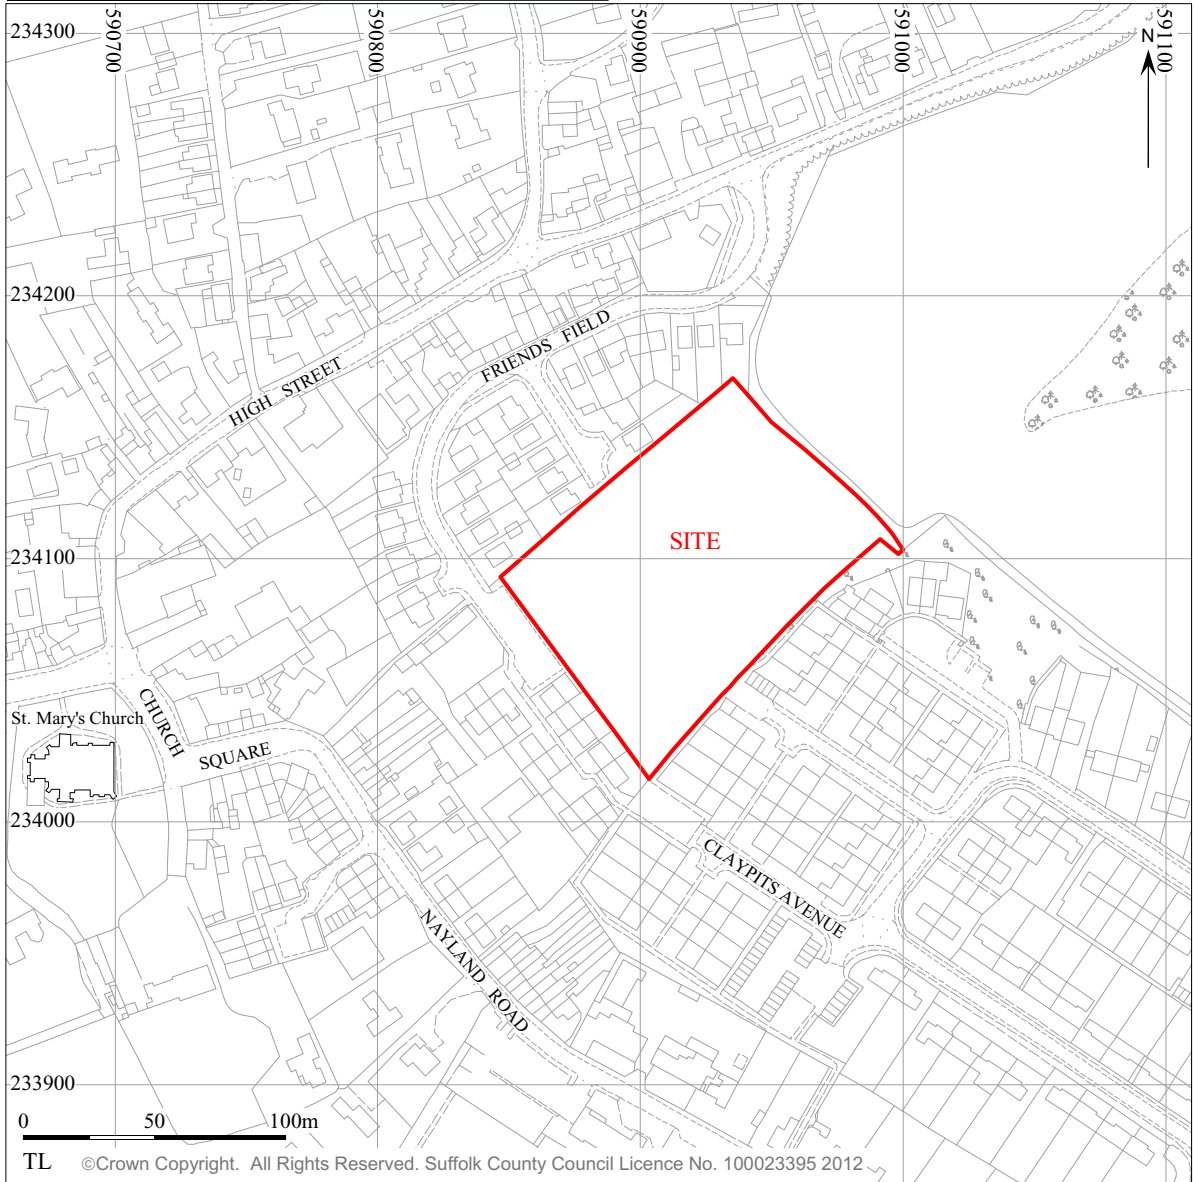 234300
590700
590800
590900
591000
591100
N
234200
FRIENDS FIELD
HIGH STREET
SITE
234100
CHURCH
SQUARE
St. Mary's Church
234000
CLAYPITS AVENUE
NAYLAND ROAD
233900
0 50 100m
TL ©Crown Copyright. All Rights Reserved. Suffolk County Council Licence No. 100023395 2012